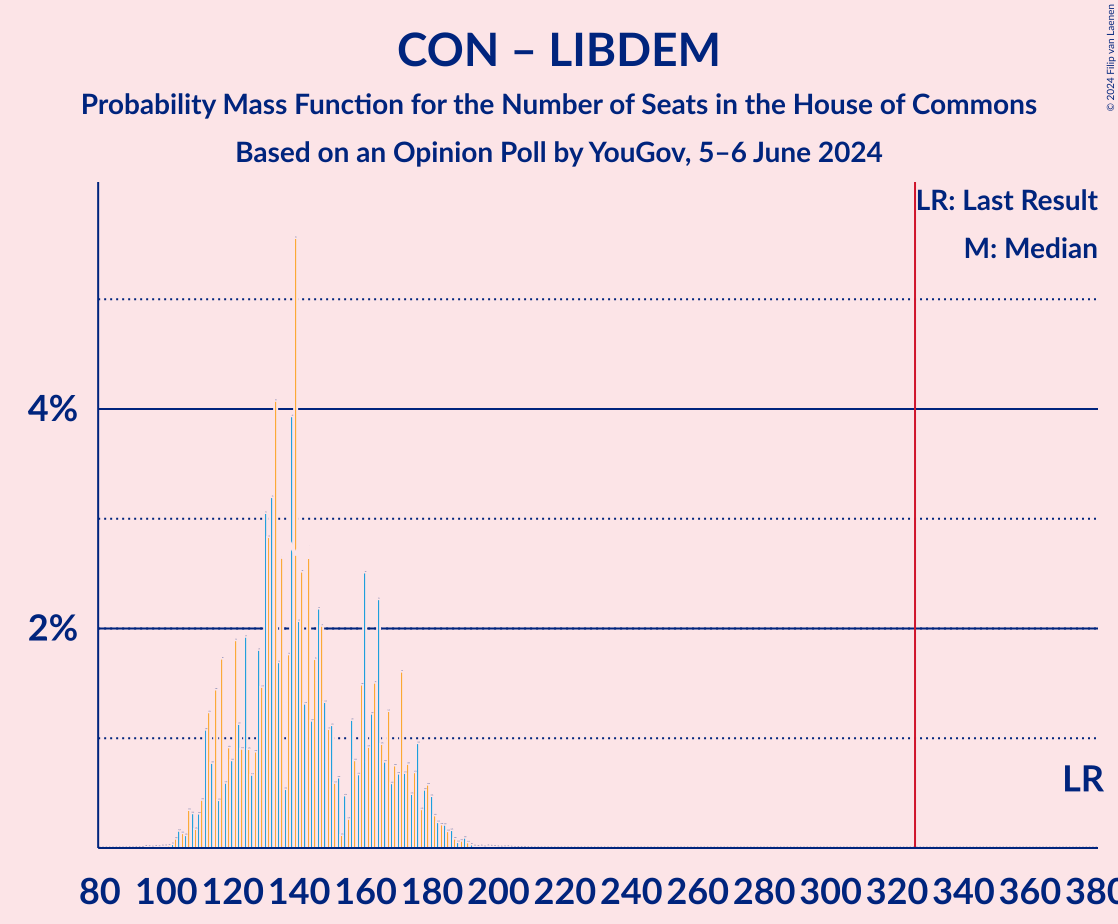 CON – LIBDEM
Probability Mass Function for the Number of Seats in the House of Commons
Based on an Opinion Poll by YouGov, 5–6 June 2024
© 2024 Filip van Laenen
LR: Last Result
M: Median
4%
2%
LR
80 100 120 140 160 180 200 220 240 260 280 300 320 340 360 380